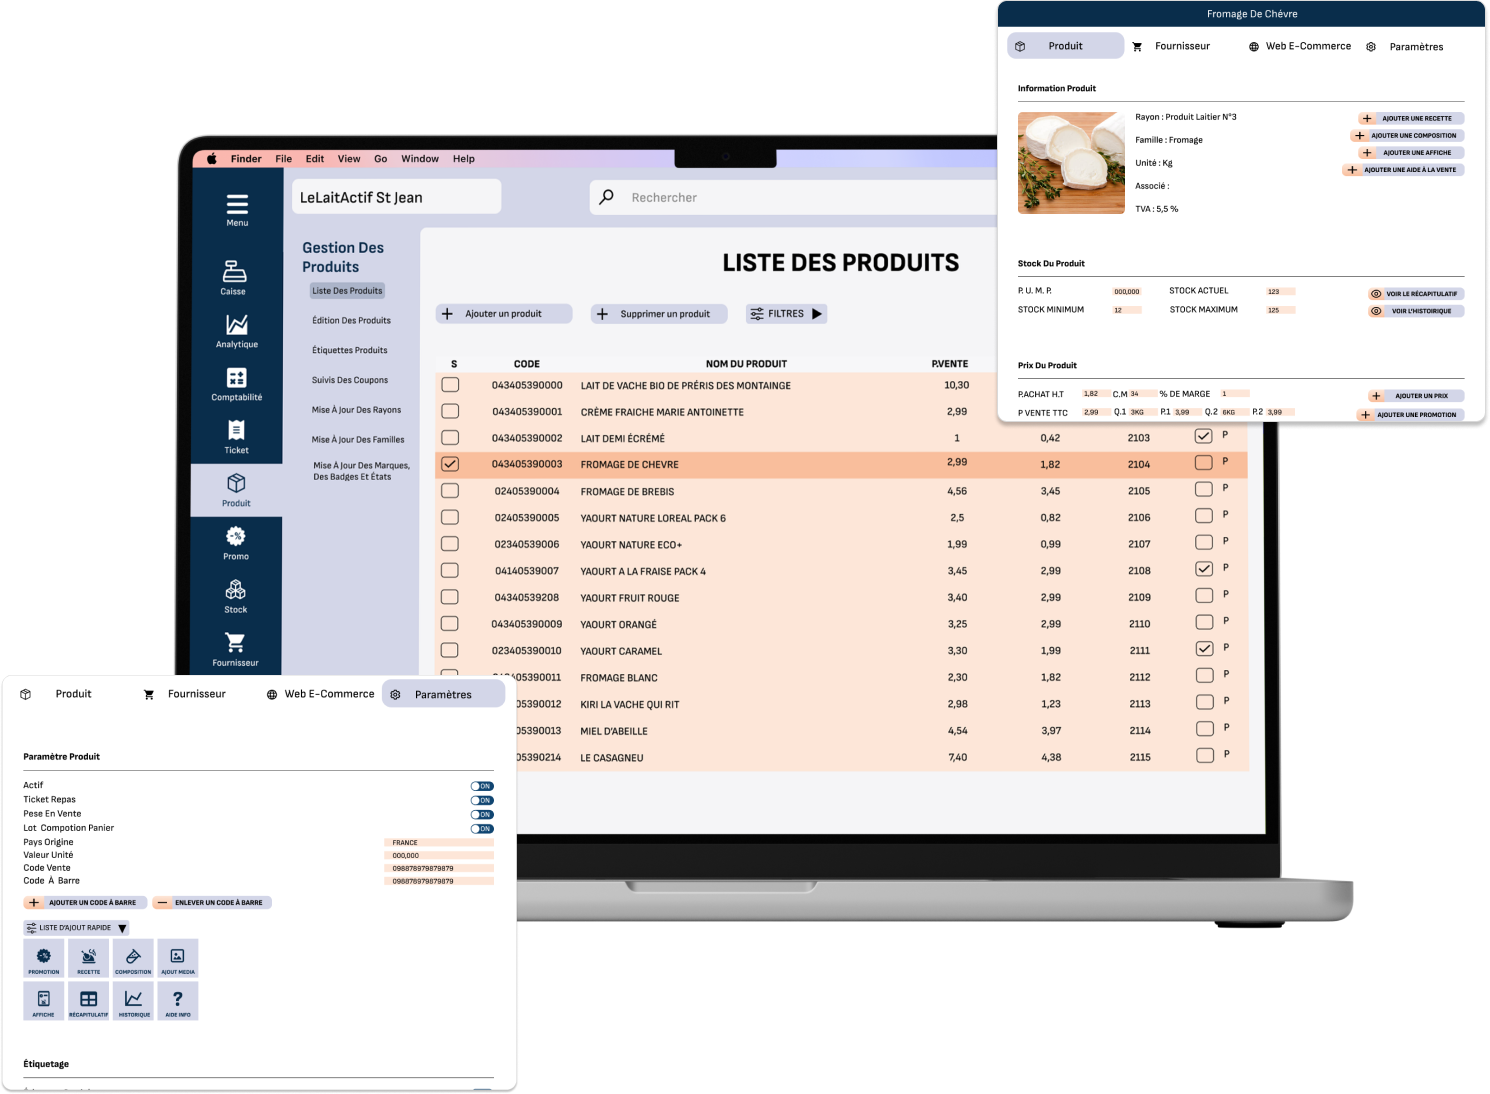 Fromage De Chévre
Produit
Fournisseur
Web E-Commerce
Paramètres
Information Produit
Rayon : Produit Laitier N°3
Famille : Fromage
Unité : Kg
Associé :
TVA : 5,5 %
AJOUTER UNE RECETTE
AJOUTER UNE COMPOSITION
AJOUTER UNE AFFICHE
AJOUTER UNE AIDE À LA VENTE
Stock Du Produit
P. U. M. P. 000,000 STOCK ACTUEL 123
STOCK MINIMUM 12 STOCK MAXIMUM 125
VOIR LE RÉCAPITULATIF
VOIR L'HISTOIRIQUE
Prix Du Produit
P.ACHAT H.T 1,82 C.M 34 % DE MARGE 1
P VENTE TTC 2,99 Q.1 3KG P.1 3,99 Q.2 6KG P.2 3,99
AJOUTER UN PRIX
AJOUTER UNE PROMOTION
Finder File Edit View Go Window Help
Menu
Caisse
Analytique
Comptabilité
Ticket
Produit
Promo
Stock
Fournisseur
LeLaitActif St Jean
Rechercher
Gestion Des
Produits
Liste Des Produits
Édition Des Produits
Étiquettes Produits
Suivis Des Coupons
Mise À Jour Des Rayons
Mise À Jour Des Familles
Mise À Jour Des Marques,
Des Badges Et États
LISTE DES PRODUITS
Ajouter un produit
Supprimer un produit
FILTRES
S CODE NOM DU PRODUIT P.VENTE
043405390000 LAIT DE VACHE BIO DE PRÉRIS DES MONTAINGE 10,30
043405390001 CRÈME FRAICHE MARIE ANTOINETTE 2,99
043405390002 LAIT DEMI ÉCRÉMÉ 1 0,42 2103 P
043405390003 FROMAGE DE CHEVRE 2,99 1,82 2104 P
02405390004 FROMAGE DE BREBIS 4,56 3,45 2105 P
02405390005 YAOURT NATURE LOREAL PACK 6 2,5 0,82 2106 P
02340539006 YAOURT NATURE ECO+ 1,99 0,99 2107 P
04140539007 YAOURT A LA FRAISE PACK 4 3,45 2,99 2108 P
04340539208 YAOURT FRUIT ROUGE 3,40 2,99 2109 P
043405390009 YAOURT ORANGÉ 3,25 2,99 2110 P
023405390010 YAOURT CARAMEL 3,30 1,99 2111 P
FROMAGE BLANC 2,30 1,82 2112 P
05390012 KIRI LA VACHE QUI RIT 2,98 1,23 2113 P
05390013 MIEL D'ABEILLE 4,54 3,97 2114 P
05390214 LE CASAGNEU 7,40 4,38 2115 P
Produit
Fournisseur
Web E-Commerce
Paramètres
Paramètre Produit
Actif ON
Ticket Repas ON
Pese En Vente ON
Lot Compotion Panier ON
Pays Origine FRANCE
Valeur Unité 000,000
Code Vente 098878979879879
Code À Barre 098878979879879
AJOUTER UN CODE À BARRE
ENLEVER UN CODE À BARRE
LISTE D'AJOUT RAPIDE
PROMOTION RECETTE COMPOSITION AJOUT MEDIA
AFFICHE RÉCAPITULATIF HISTORIQUE AIDE INFO
Étiquetage